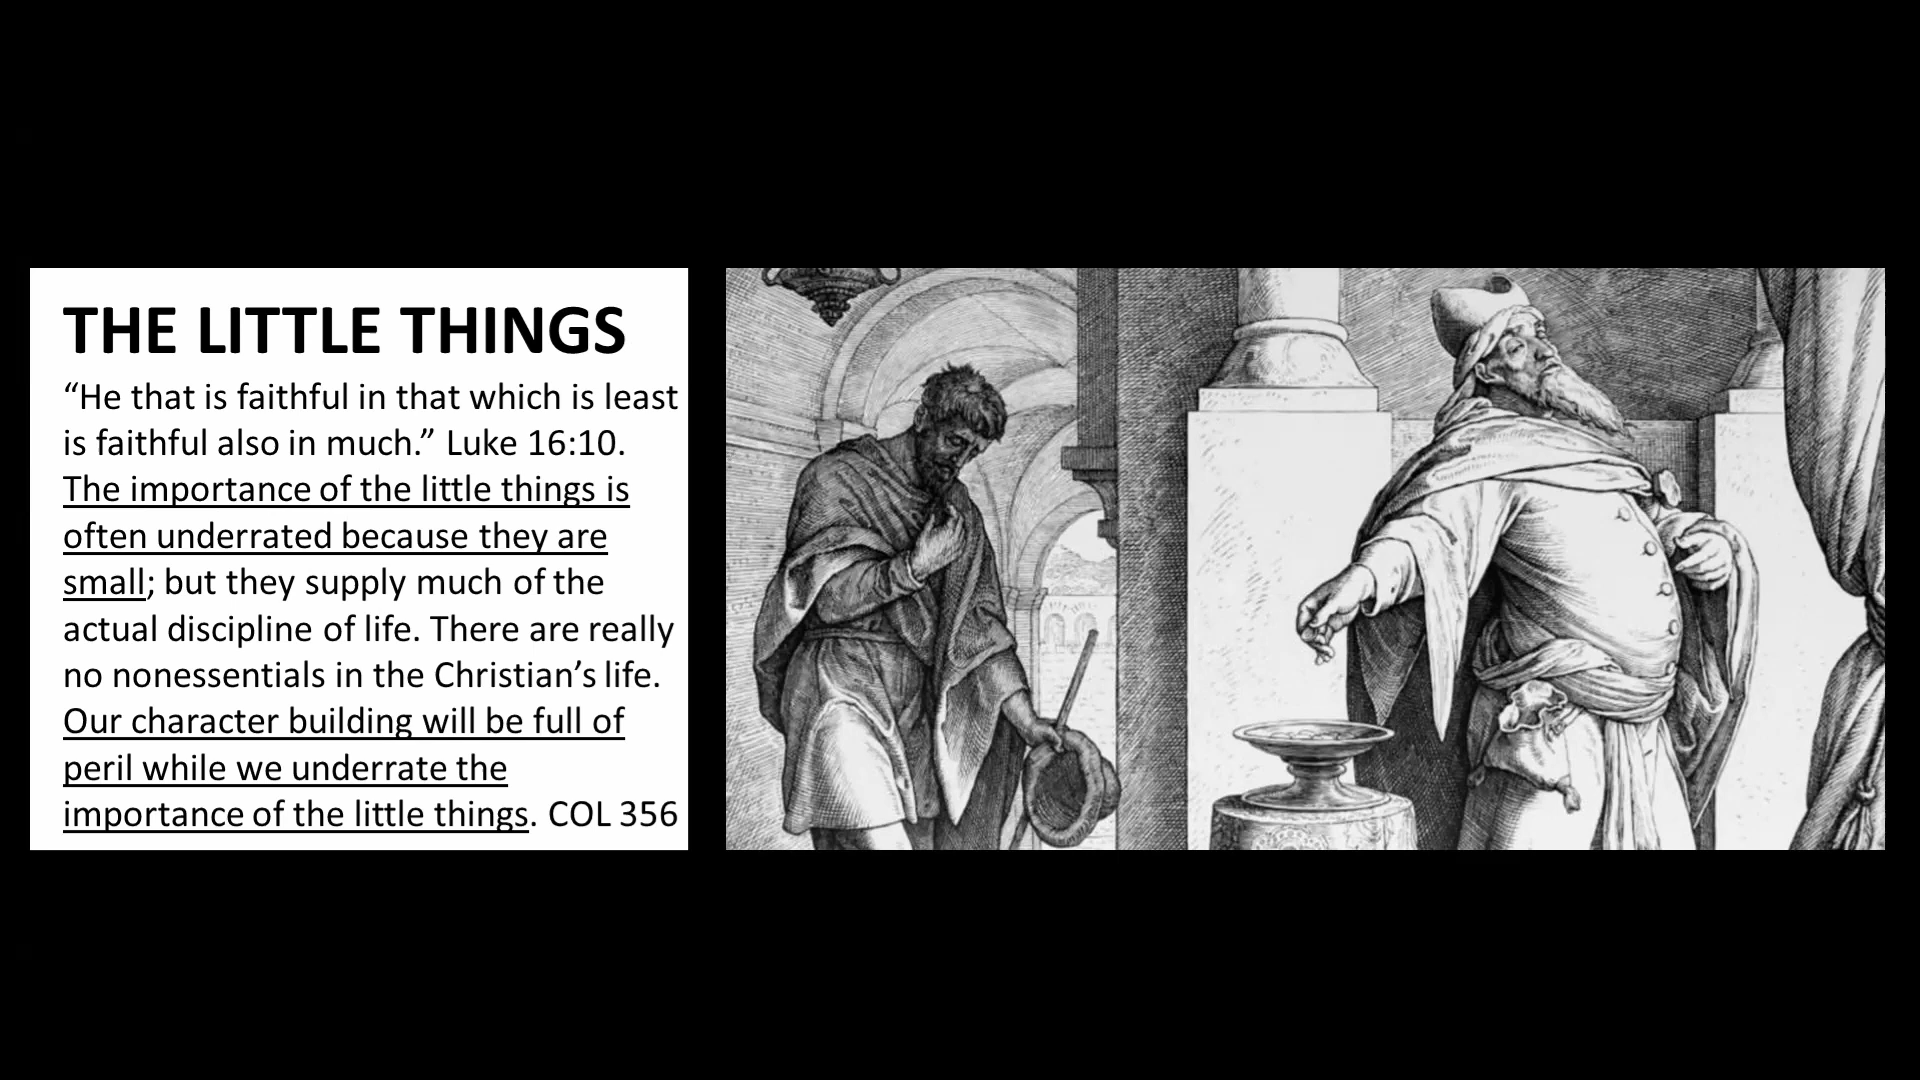 THE LITTLE THINGS
“He that is faithful in that which is least
is faithful also in much.” Luke 16:10.
The importance of the little things is
often underrated because they are
small; but they supply much of the
actual discipline of life. There are really
no nonessentials in the Christian’s life.
Our character building will be full of
peril while we underrate the
importance of the little things. COL 356